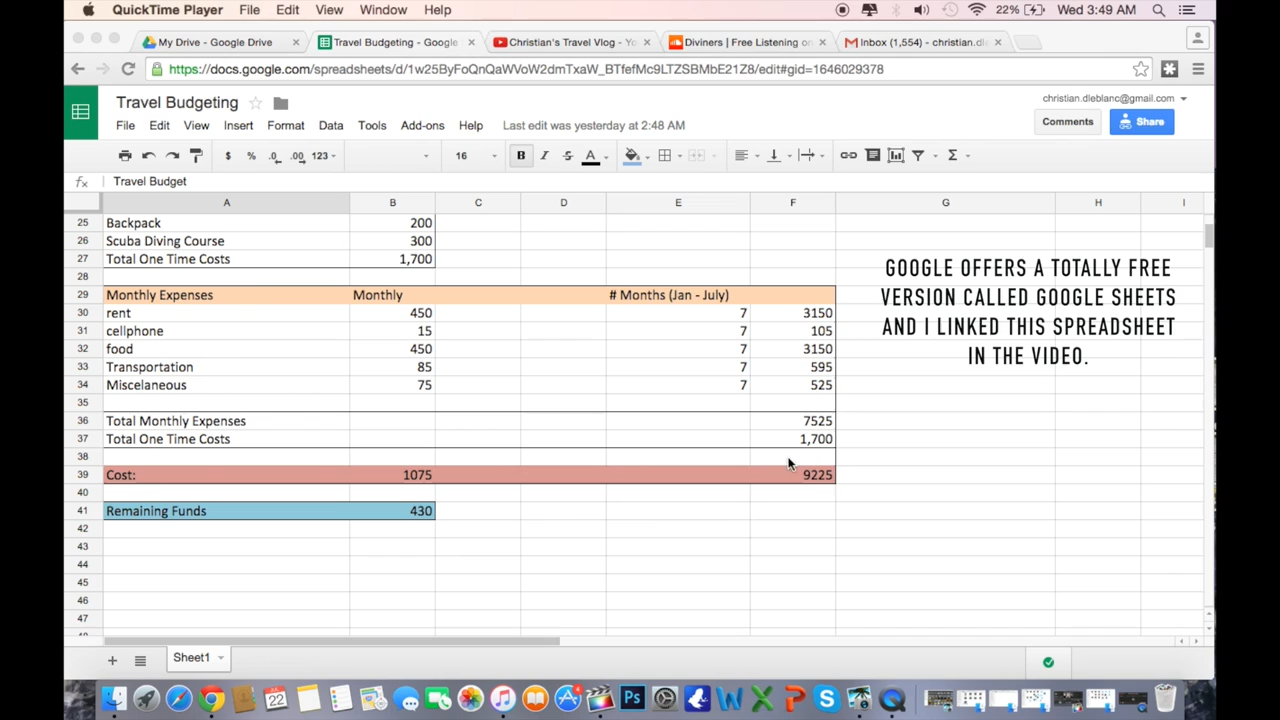 QuickTime Player File Edit View Window Help 22% Wed 3:49 AM
My Drive - Google Drive × Travel Budgeting - Google × Christian's Travel Vlog - Yo × Diviners | Free Listening on × Inbox (1,554) - christian.d ×
https://docs.google.com/spreadsheets/d/1w25ByFoQnQaWVoW2dmTxaW_BTfefMc9LTZSBMbE21Z8/edit#gid=1646029378
Travel Budgeting
christian.dleblanc@gmail.com
File Edit View Insert Format Data Tools Add-ons Help Last edit was yesterday at 2:48 AM
Comments Share
$ % .0 .00 123 16 B I S A Σ
fx Travel Budget
A B C D E F G H I
25 Backpack 200
26 Scuba Diving Course 300
27 Total One Time Costs 1,700
28
29 Monthly Expenses Monthly # Months (Jan - July)
30 rent 450 7 3150
31 cellphone 15 7 105
32 food 450 7 3150
33 Transportation 85 7 595
34 Miscelaneous 75 7 525
35
36 Total Monthly Expenses 7525
37 Total One Time Costs 1,700
38
39 Cost: 1075 9225
40
41 Remaining Funds 430
42
43
44
45
46
47
GOOGLE OFFERS A TOTALLY FREE
VERSION CALLED GOOGLE SHEETS
AND I LINKED THIS SPREADSHEET
IN THE VIDEO.
Sheet1